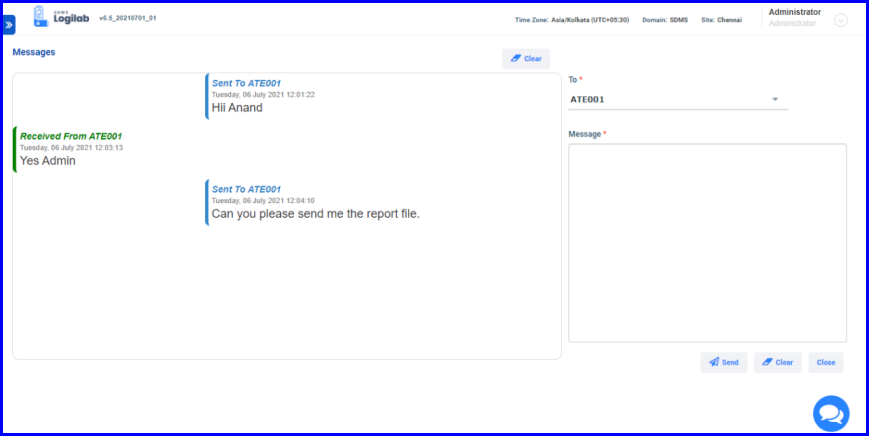 SDMS
Logilab
v6.5_20210701_01
Time Zone: Asia/Kolkata (UTC+05:30)
Domain: SDMS
Site: Chennai
Administrator
Administrator
Messages
Clear
Sent To ATE001
Tuesday, 06 July 2021 12:01:22
Hii Anand
Received From ATE001
Tuesday, 06 July 2021 12:03:13
Yes Admin
Sent To ATE001
Tuesday, 06 July 2021 12:04:10
Can you please send me the report file.
To *
ATE001
Message *
Send
Clear
Close